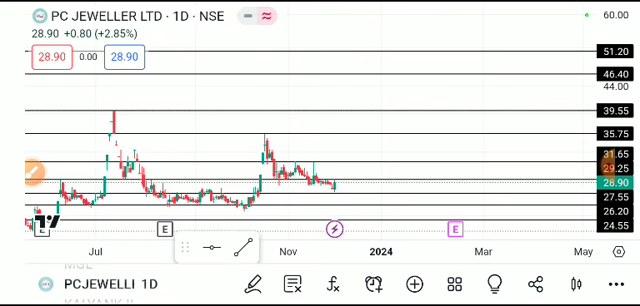 PC JEWELLER LTD · 1D · NSE
28.90 +0.80 (+2.85%)
28.90 0.00 28.90
60.00
51.20
46.40
44.00
39.55
35.75
31.65
29.25
28.90
27.55
26.20
24.55
E E E
Jul Nov 2024 Mar May
MGL
PCJEWELLI 1D